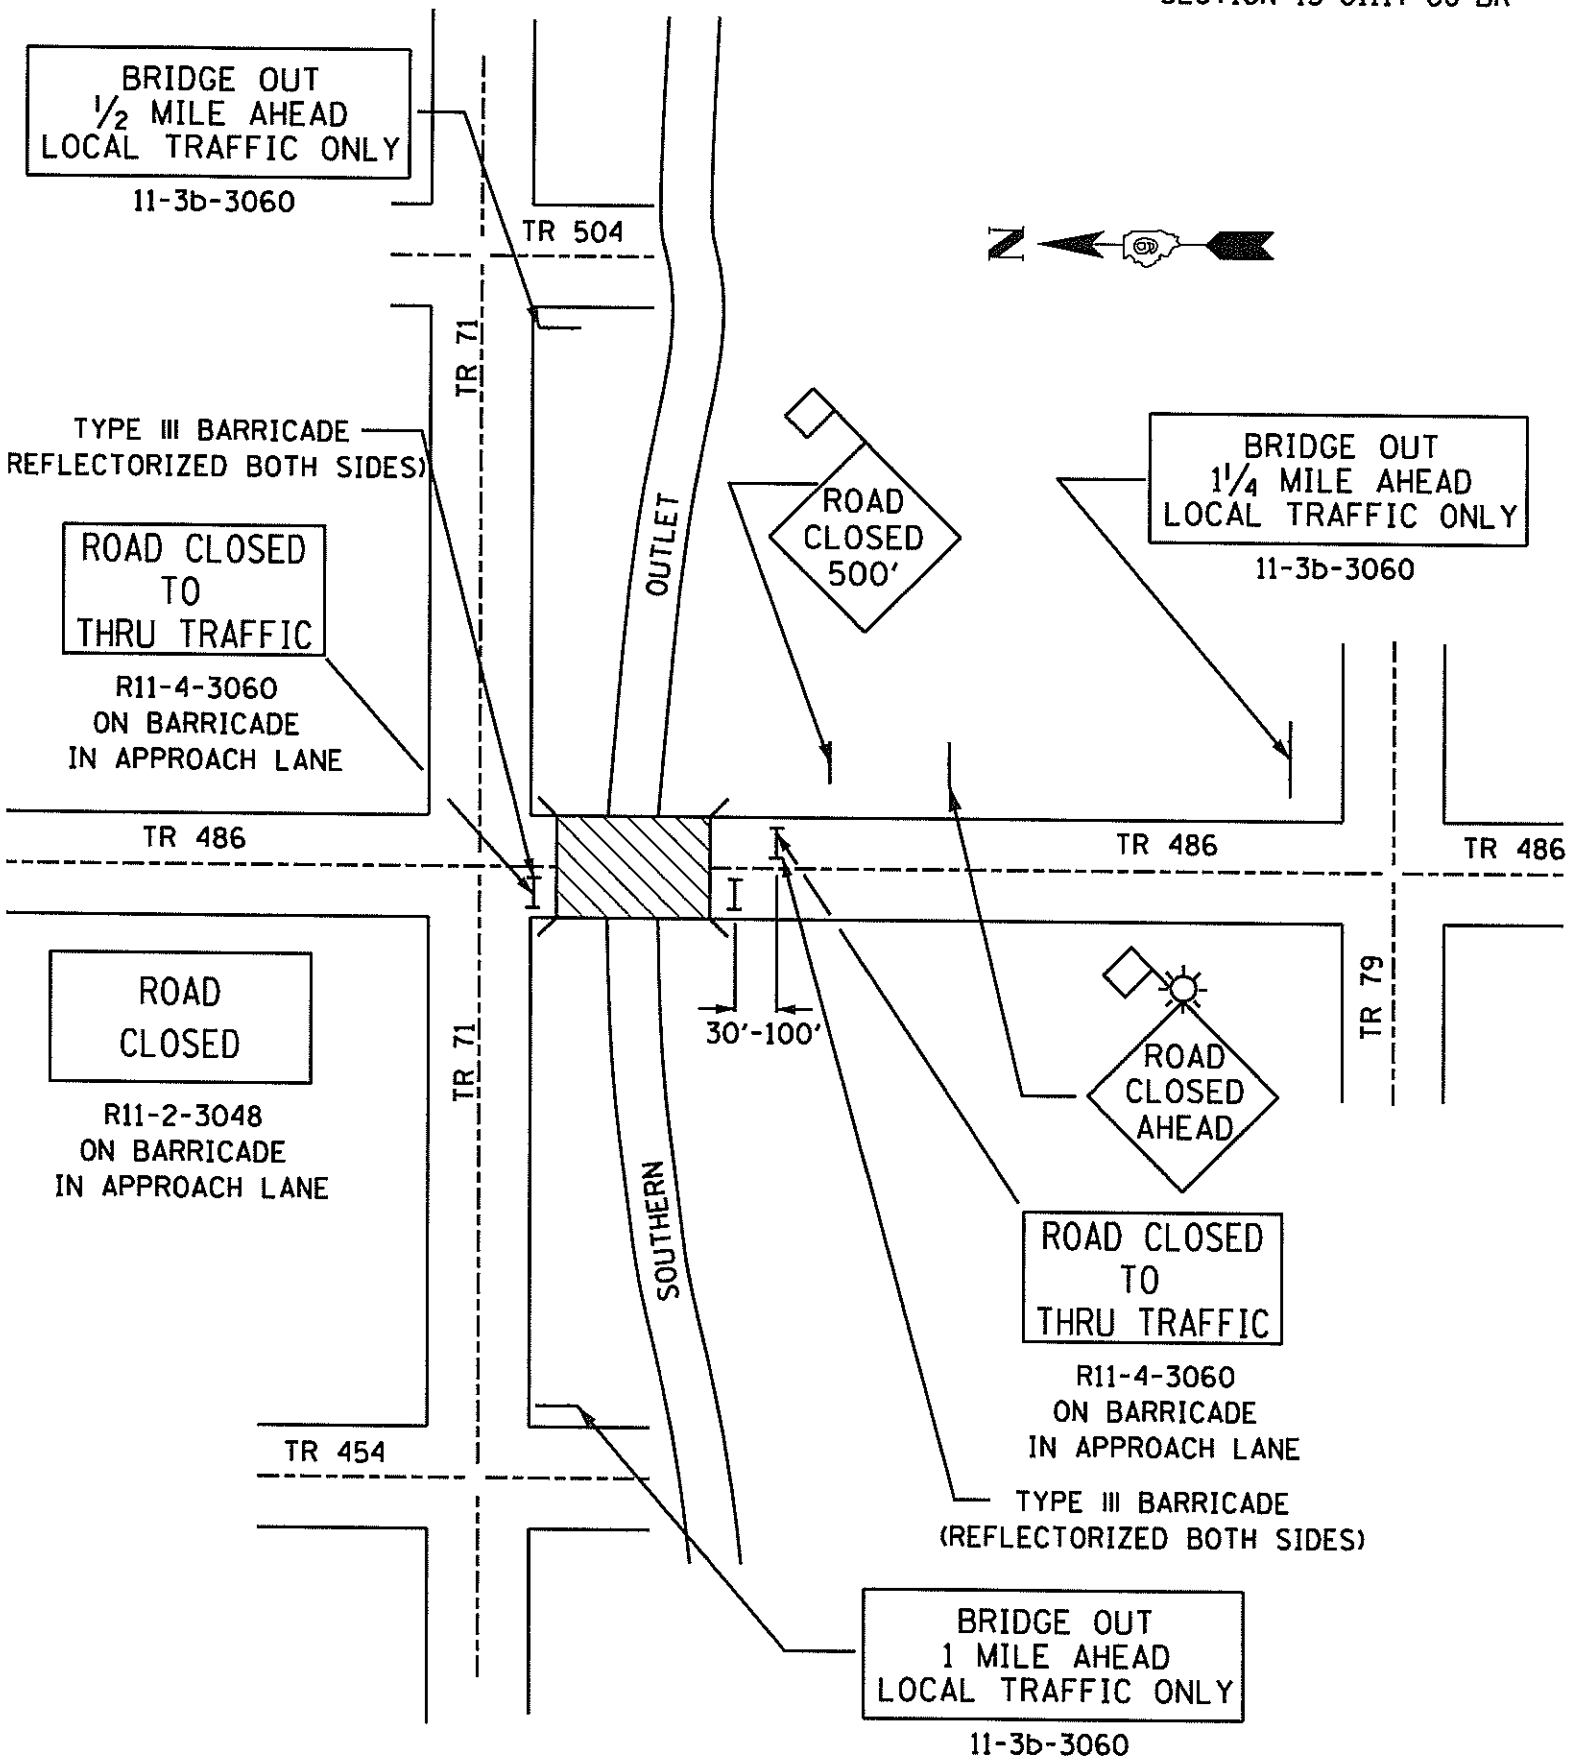 BRIDGE OUT
1/2 MILE AHEAD
LOCAL TRAFFIC ONLY
11-3b-3060
TR 504
N
TR 71
TYPE III BARRICADE
REFLECTORIZED BOTH SIDES)
ROAD CLOSED
TO
THRU TRAFFIC
R11-4-3060
ON BARRICADE
IN APPROACH LANE
OUTLET
ROAD
CLOSED
500'
BRIDGE OUT
1 1/4 MILE AHEAD
LOCAL TRAFFIC ONLY
11-3b-3060
TR 486
TR 486
TR 486
ROAD
CLOSED
R11-2-3048
ON BARRICADE
IN APPROACH LANE
TR 71
30'-100'
SOUTHERN
TR 79
ROAD
CLOSED
AHEAD
ROAD CLOSED
TO
THRU TRAFFIC
R11-4-3060
ON BARRICADE
IN APPROACH LANE
TYPE III BARRICADE
(REFLECTORIZED BOTH SIDES)
TR 454
BRIDGE OUT
1 MILE AHEAD
LOCAL TRAFFIC ONLY
11-3b-3060